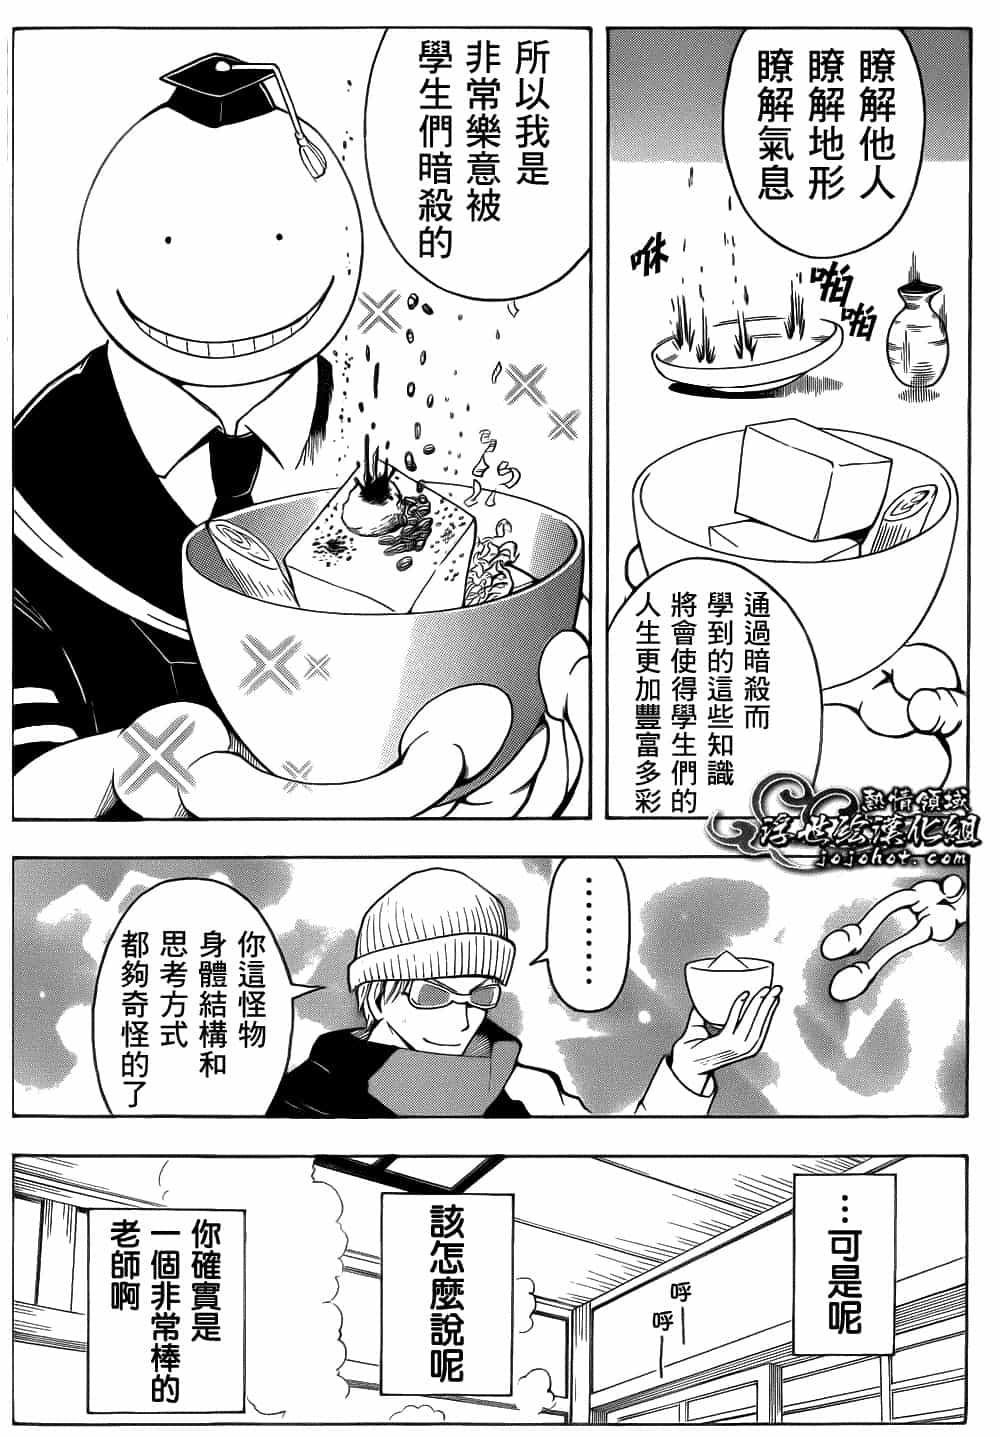 瞭解他人
瞭解地形
瞭解氣息
咻
啪
啪
通過暗殺而
學到的這些知識
將會使得學生們的
人生更加豐富多彩
所以我是
非常樂意被
學生們暗殺的
熱情領域
浮世繪漢化組
jojohot.com
………
你這怪物
身體結構和
思考方式
都夠奇怪的了
…可是呢
呼—
呼—
該怎麼說呢
你確實是
一個非常棒的
老師啊